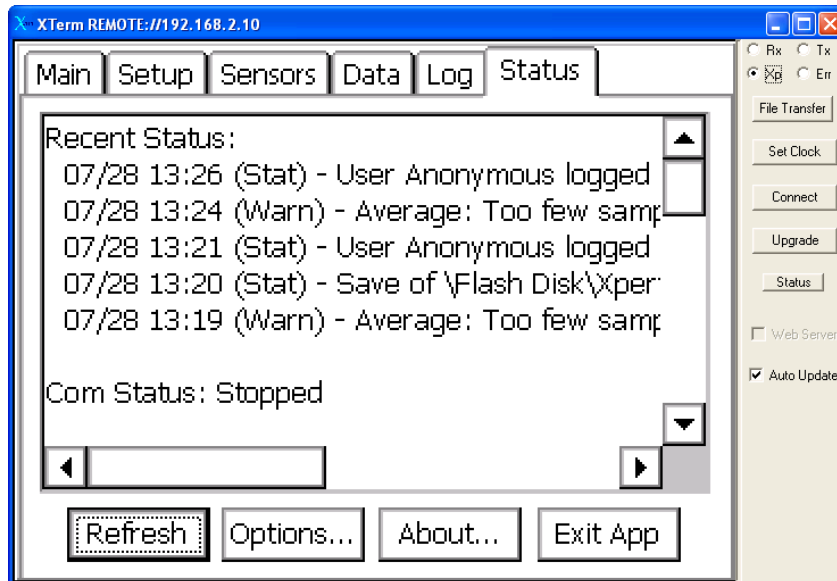 XTerm REMOTE://192.168.2.10
Main Setup Sensors Data Log Status
Recent Status:
07/28 13:26 (Stat) - User Anonymous logged
07/28 13:24 (Warn) - Average: Too few samp
07/28 13:21 (Stat) - User Anonymous logged
07/28 13:20 (Stat) - Save of \Flash Disk\Xper
07/28 13:19 (Warn) - Average: Too few samp
Com Status: Stopped
Refresh Options... About... Exit App
Rx Tx
Xp Err
File Transfer
Set Clock
Connect
Upgrade
Status
Web Server
Auto Update